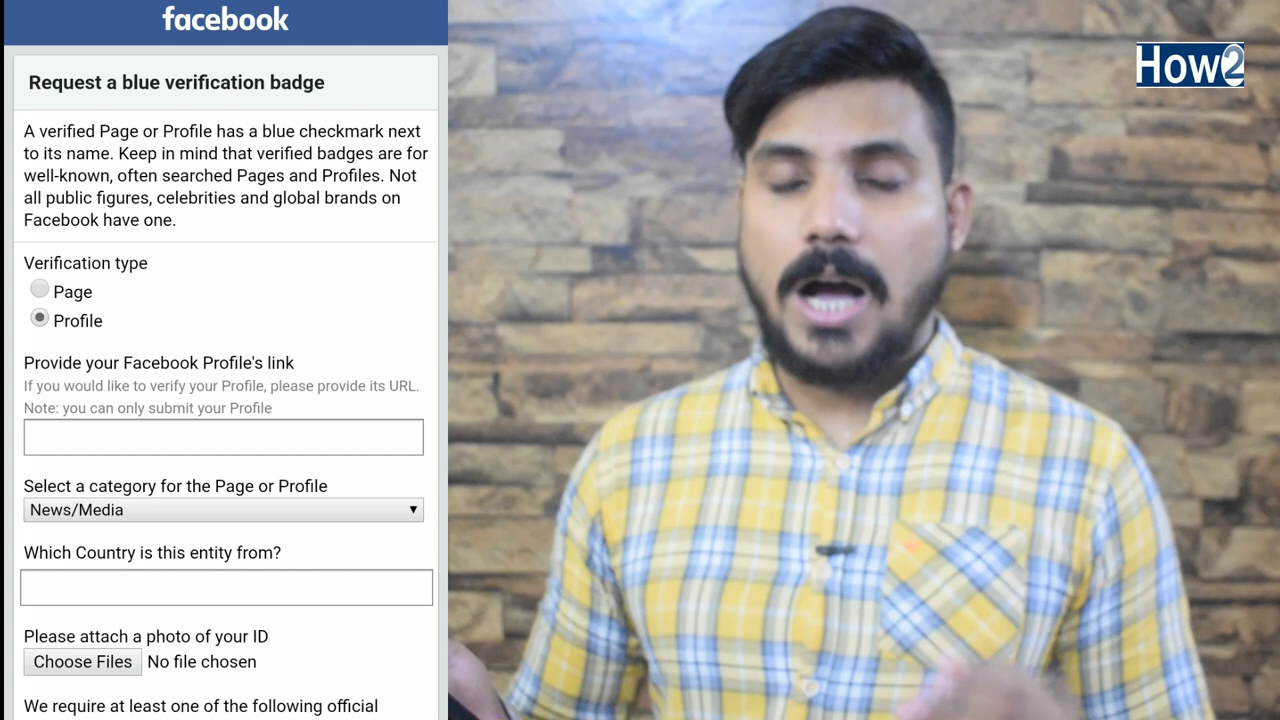 facebook
Request a blue verification badge
A verified Page or Profile has a blue checkmark next
to its name. Keep in mind that verified badges are for
well-known, often searched Pages and Profiles. Not
all public figures, celebrities and global brands on
Facebook have one.
Verification type
Page
Profile
Provide your Facebook Profile's link
If you would like to verify your Profile, please provide its URL.
Note: you can only submit your Profile
Select a category for the Page or Profile
News/Media
Which Country is this entity from?
Please attach a photo of your ID
Choose Files No file chosen
We require at least one of the following official
How2